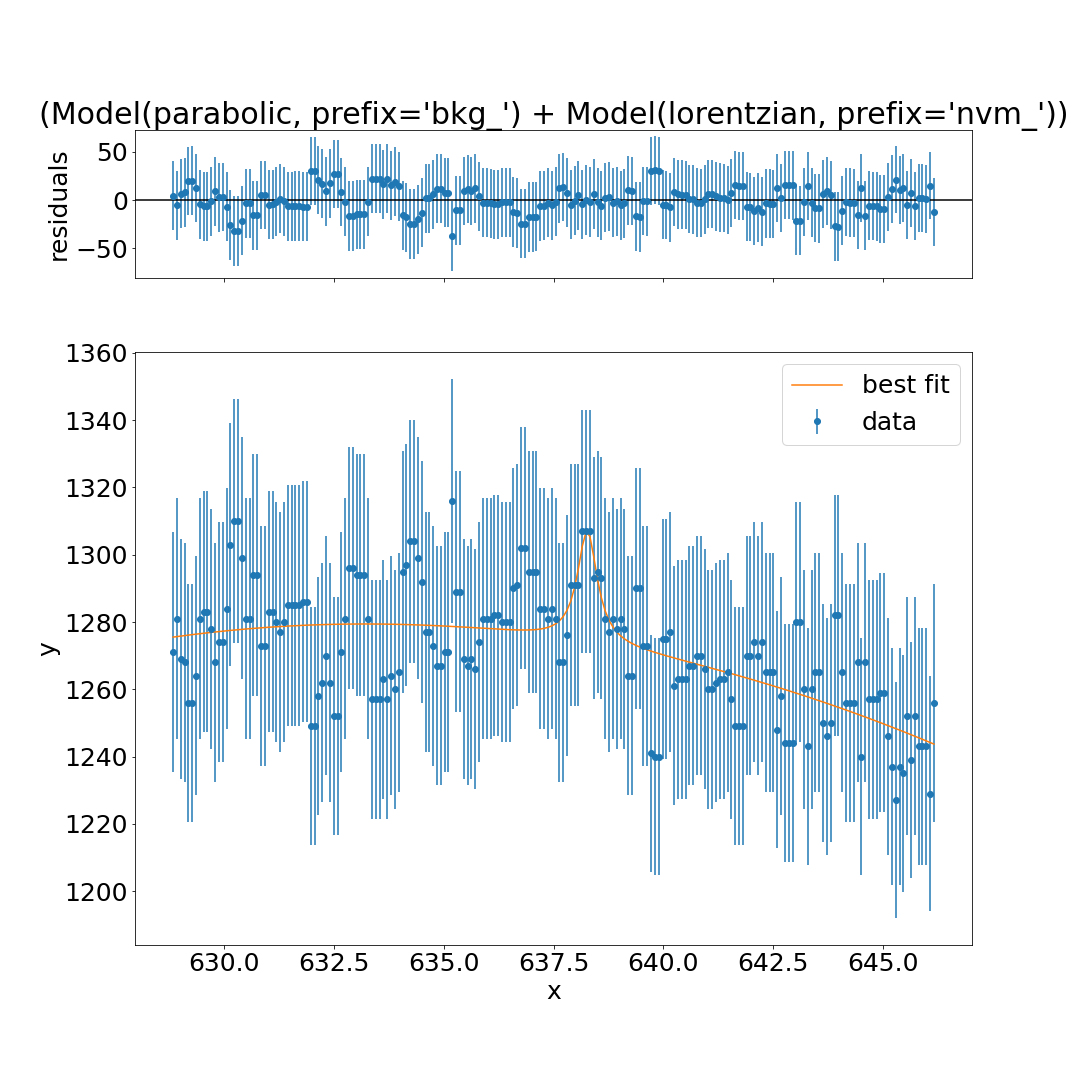 (Model(parabolic, prefix='bkg_') + Model(lorentzian, prefix='nvm_'))
residuals
50
0
−50
y
1360
1340
1320
1300
1280
1260
1240
1220
1200
best fit
data
630.0 632.5 635.0 637.5 640.0 642.5 645.0
x